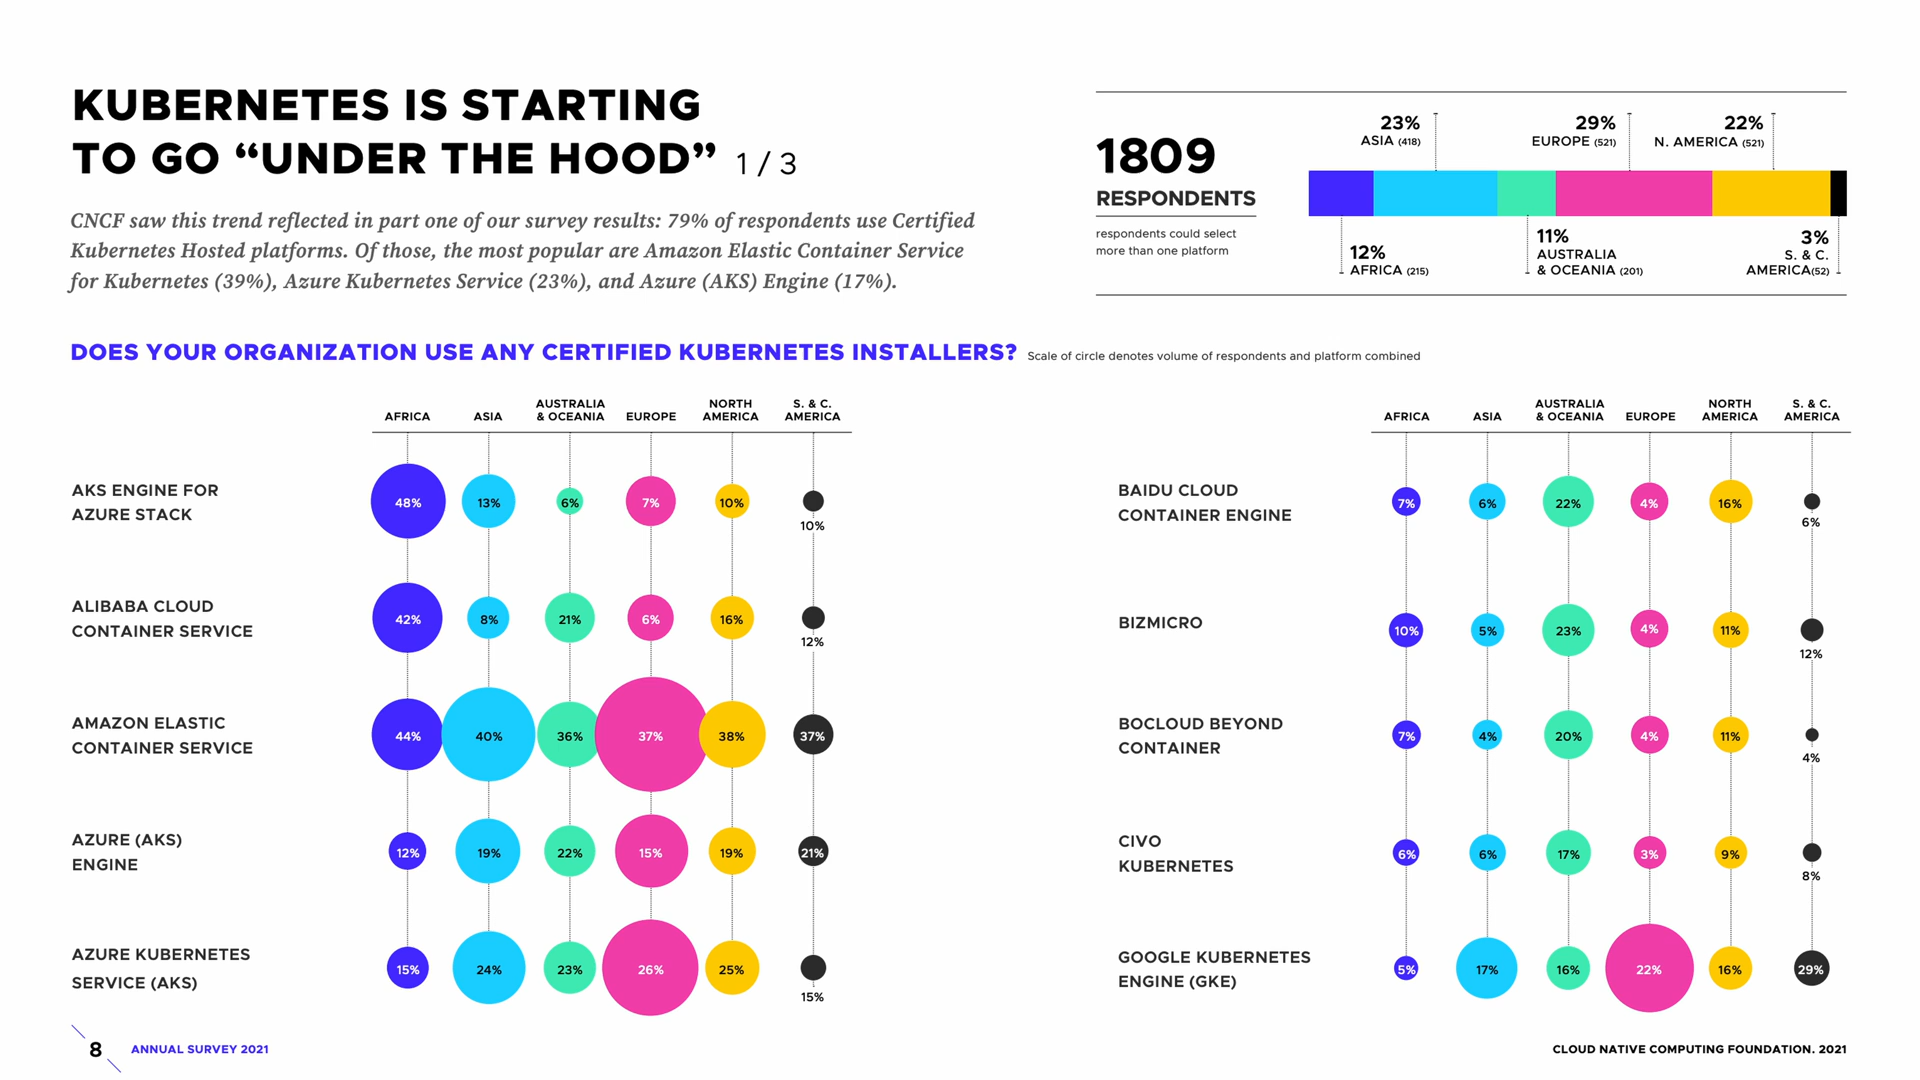 KUBERNETES IS STARTING
TO GO “UNDER THE HOOD” 1 / 3
CNCF saw this trend reflected in part one of our survey results: 79% of respondents use Certified
Kubernetes Hosted platforms. Of those, the most popular are Amazon Elastic Container Service
for Kubernetes (39%), Azure Kubernetes Service (23%), and Azure (AKS) Engine (17%).
1809
RESPONDENTS
respondents could select
more than one platform
23%
ASIA (418)
29%
EUROPE (521)
22%
N. AMERICA (521)
12%
AFRICA (215)
11%
AUSTRALIA
& OCEANIA (201)
3%
S. & C.
AMERICA(52)
DOES YOUR ORGANIZATION USE ANY CERTIFIED KUBERNETES INSTALLERS? Scale of circle denotes volume of respondents and platform combined
AFRICA
ASIA
AUSTRALIA
& OCEANIA
EUROPE
NORTH
AMERICA
S. & C.
AMERICA
AKS ENGINE FOR
AZURE STACK
48% 13% 6% 7% 10% 10%
ALIBABA CLOUD
CONTAINER SERVICE
42% 8% 21% 6% 16% 12%
AMAZON ELASTIC
CONTAINER SERVICE
44% 40% 36% 37% 38% 37%
AZURE (AKS)
ENGINE
12% 19% 22% 15% 19% 21%
AZURE KUBERNETES
SERVICE (AKS)
15% 24% 23% 26% 25% 15%
AFRICA
ASIA
AUSTRALIA
& OCEANIA
EUROPE
NORTH
AMERICA
S. & C.
AMERICA
BAIDU CLOUD
CONTAINER ENGINE
7% 6% 22% 4% 16% 6%
BIZMICRO
10% 5% 23% 4% 11% 12%
BOCLOUD BEYOND
CONTAINER
7% 4% 20% 4% 11% 4%
CIVO
KUBERNETES
6% 6% 17% 3% 9% 8%
GOOGLE KUBERNETES
ENGINE (GKE)
5% 17% 16% 22% 16% 29%
8 ANNUAL SURVEY 2021
CLOUD NATIVE COMPUTING FOUNDATION. 2021